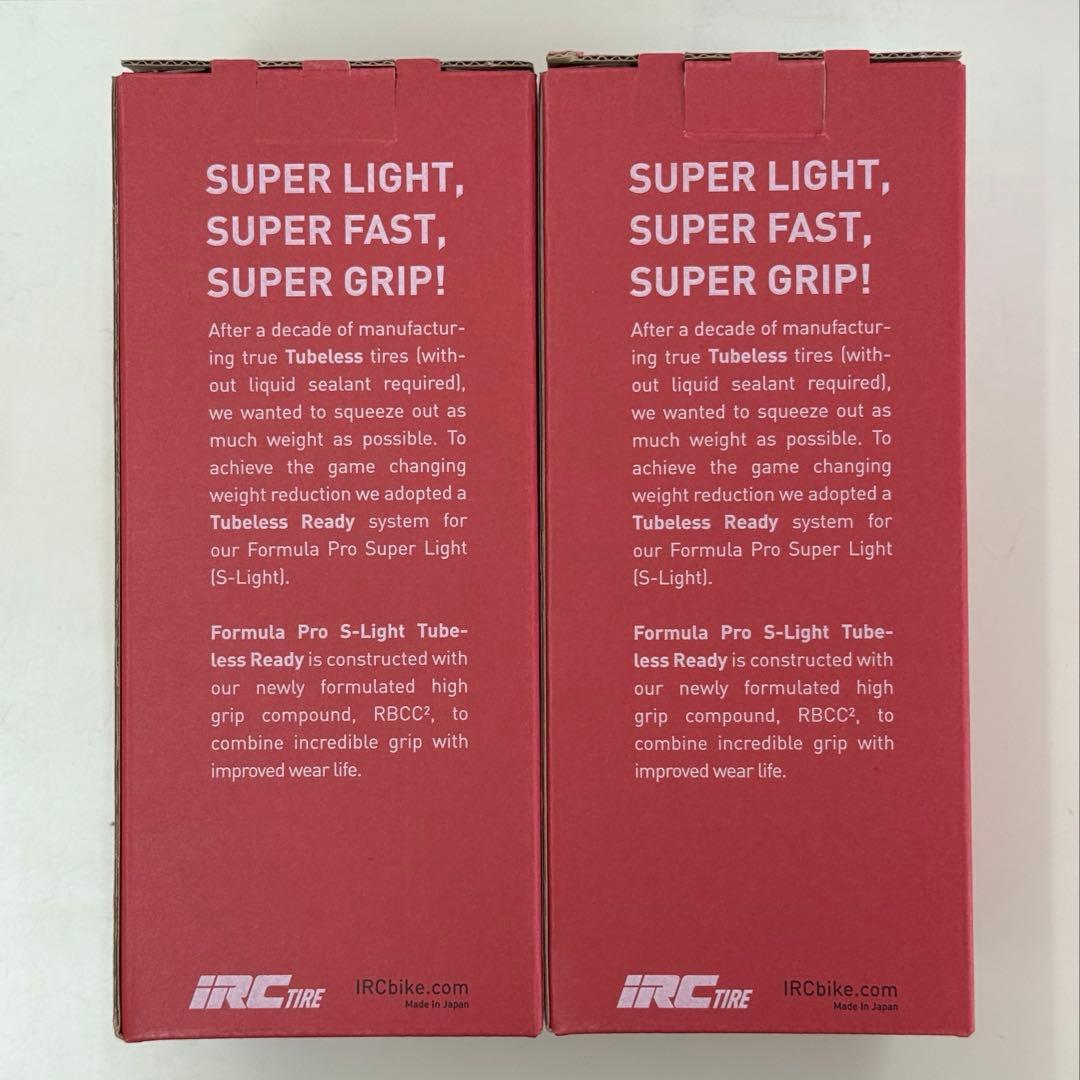 SUPER LIGHT,
SUPER FAST,
SUPER GRIP!
After a decade of manufactur-
ing true Tubeless tires (with-
out liquid sealant required),
we wanted to squeeze out as
much weight as possible. To
achieve the game changing
weight reduction we adopted a
Tubeless Ready system for
our Formula Pro Super Light
(S-Light).
Formula Pro S-Light Tube-
less Ready is constructed with
our newly formulated high
grip compound, RBCC², to
combine incredible grip with
improved wear life.
IRC TIRE
IRCbike.com
Made In Japan
SUPER LIGHT,
SUPER FAST,
SUPER GRIP!
After a decade of manufactur-
ing true Tubeless tires (with-
out liquid sealant required),
we wanted to squeeze out as
much weight as possible. To
achieve the game changing
weight reduction we adopted a
Tubeless Ready system for
our Formula Pro Super Light
(S-Light).
Formula Pro S-Light Tube-
less Ready is constructed with
our newly formulated high
grip compound, RBCC², to
combine incredible grip with
improved wear life.
IRC TIRE
IRCbike.com
Made In Japan